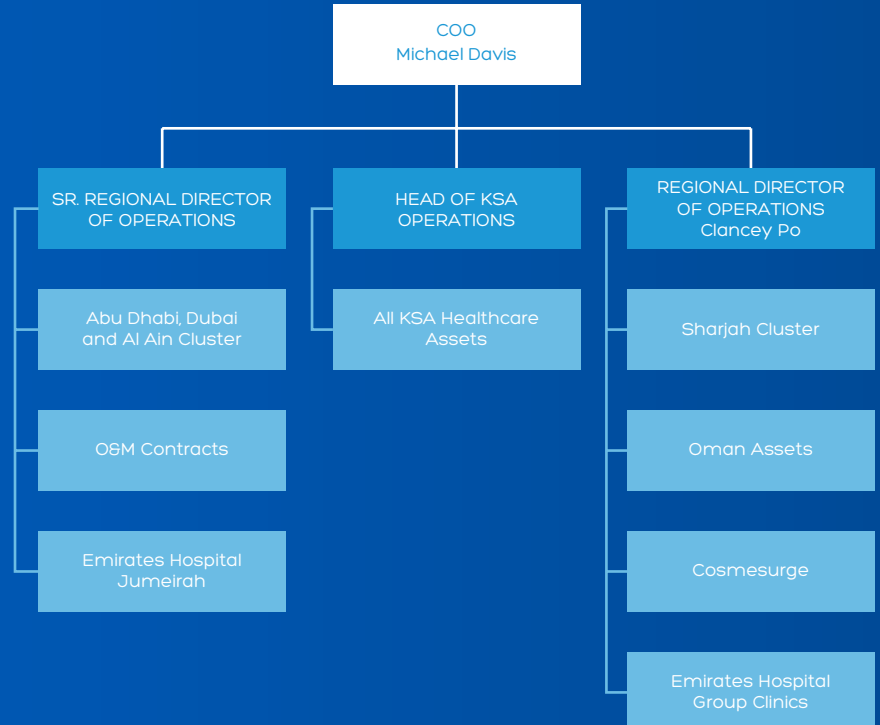 COO
Michael Davis
SR. REGIONAL DIRECTOR
OF OPERATIONS
HEAD OF KSA
OPERATIONS
REGIONAL DIRECTOR
OF OPERATIONS
Clancey Po
Abu Dhabi, Dubai
and Al Ain Cluster
All KSA Healthcare
Assets
Sharjah Cluster
O&M Contracts
Oman Assets
Emirates Hospital
Jumeirah
Cosmesurge
Emirates Hospital
Group Clinics